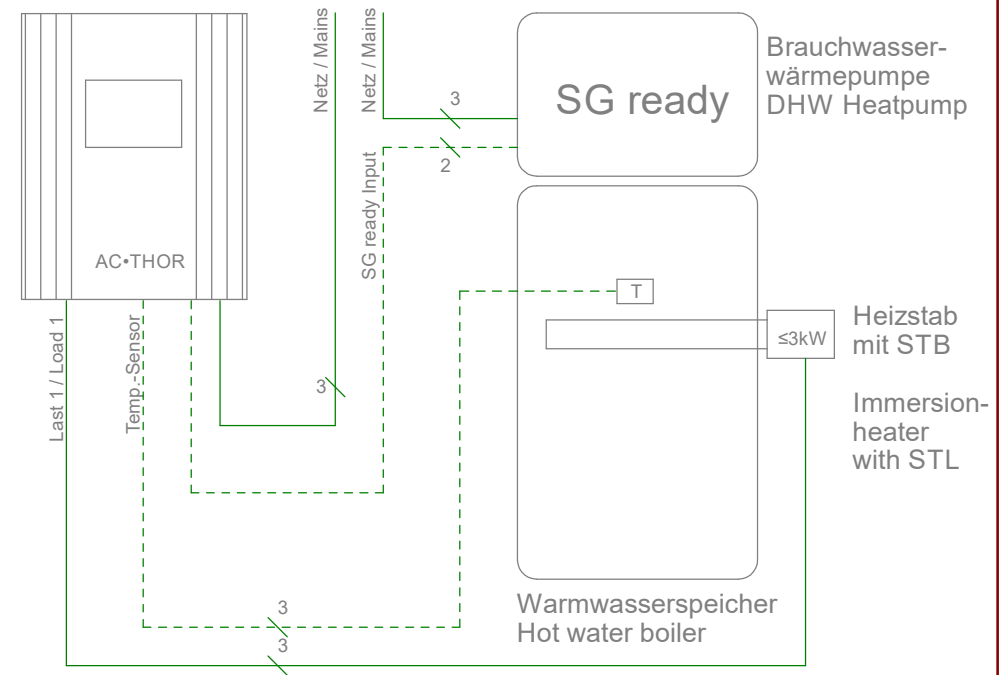 Netz / Mains
Netz / Mains
3
SG ready
Brauchwasser-
wärmepumpe
DHW Heatpump
2
SG ready Input
AC•THOR
T
Last 1 / Load 1
Temp.-Sensor
≤3kW
Heizstab
mit STB
3
Immersion-
heater
with STL
Warmwasserspeicher
Hot water boiler
3
3